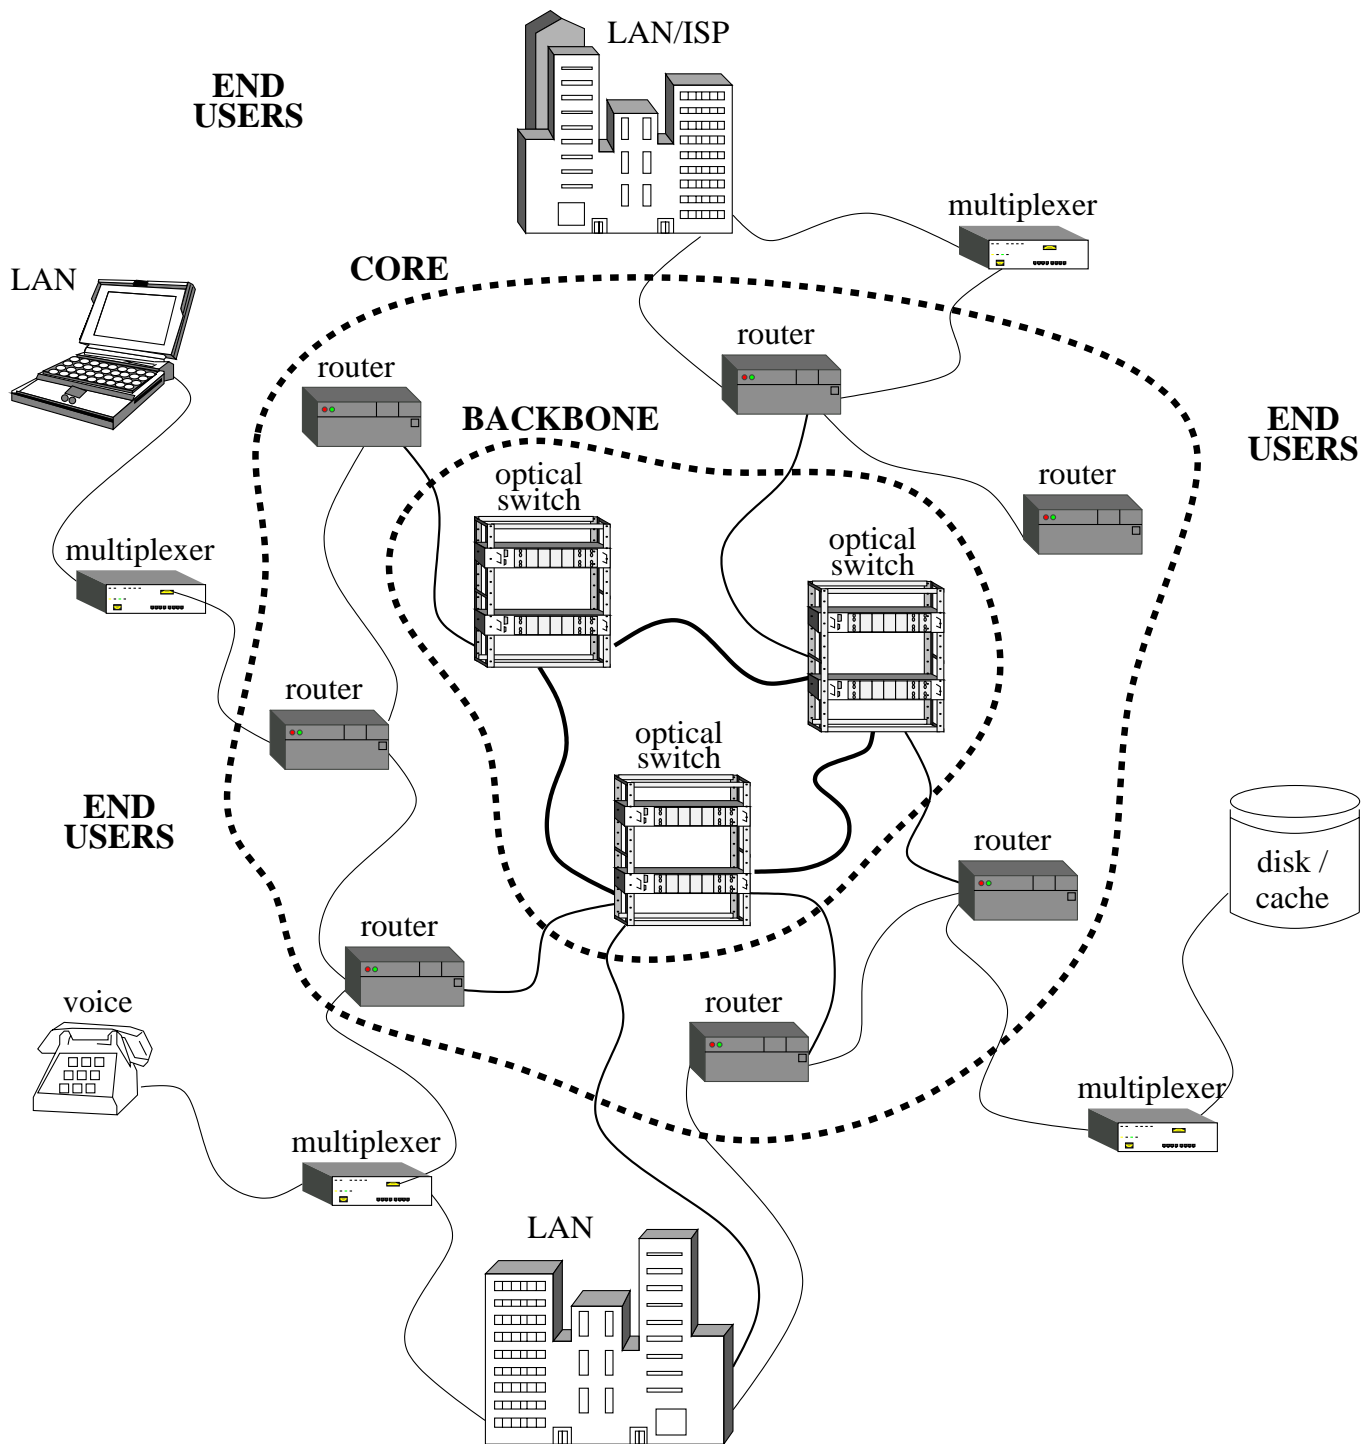 LAN/ISP
END
USERS
multiplexer
CORE
LAN
router
router
BACKBONE
END
USERS
optical
switch
router
optical
switch
multiplexer
router
optical
switch
END
USERS
router
disk /
cache
router
voice
router
multiplexer
multiplexer
LAN